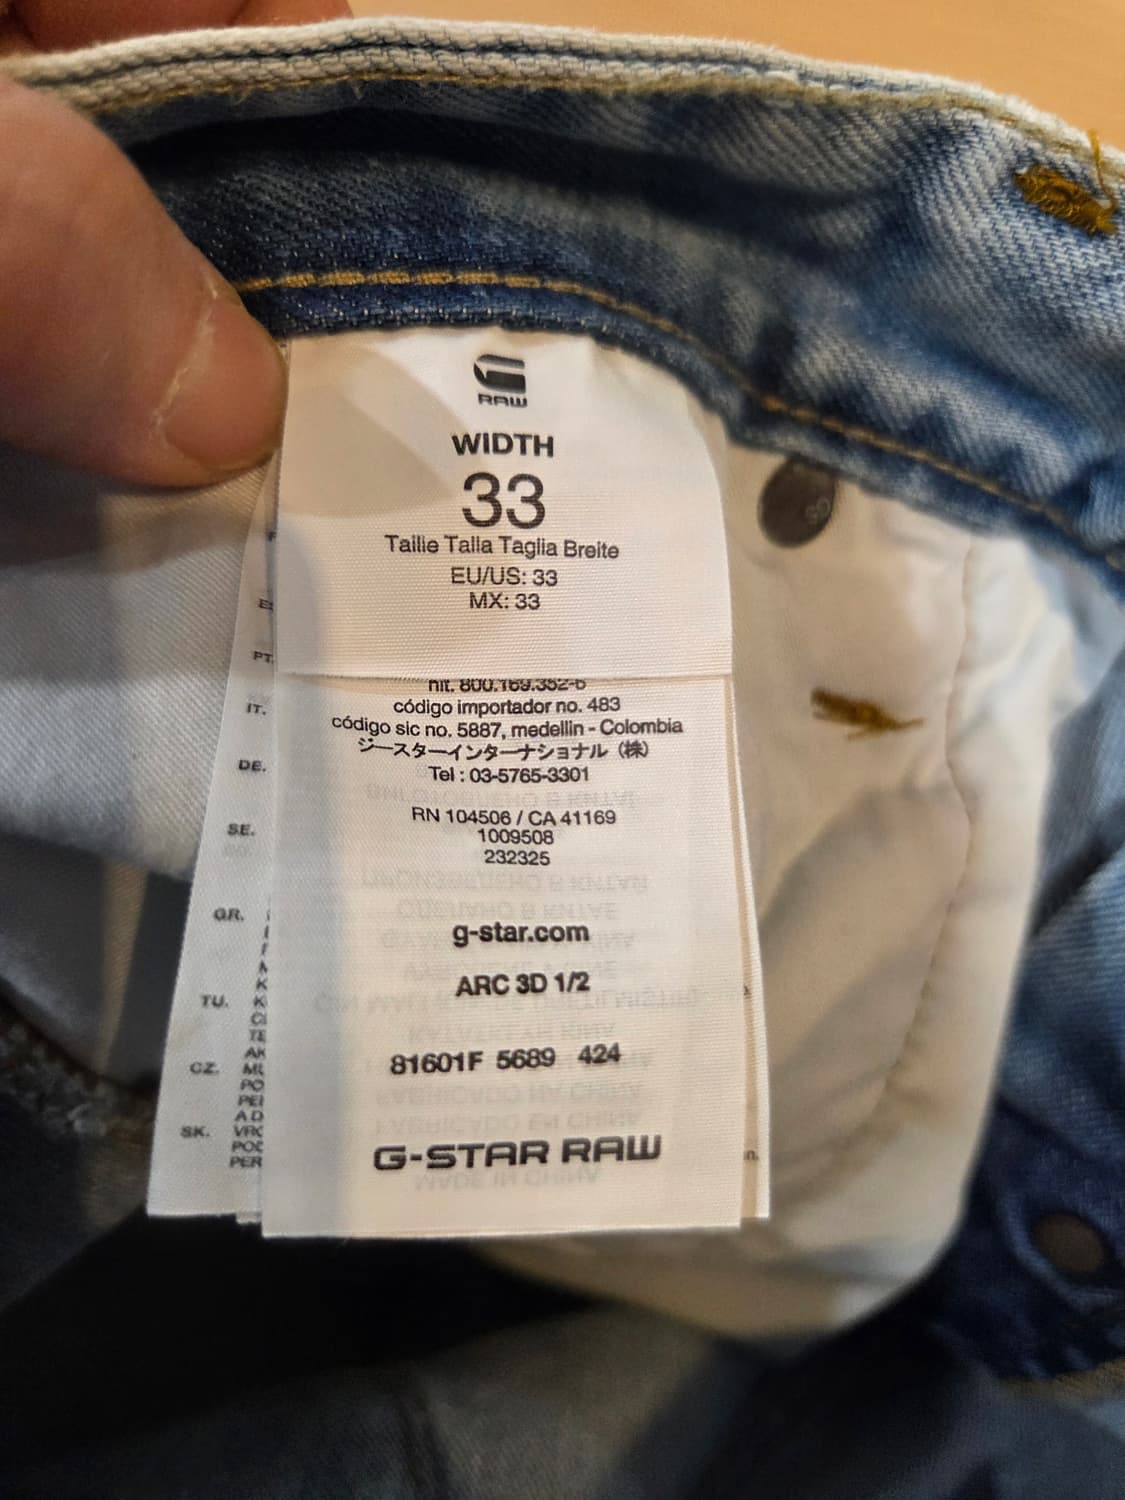 RAW
WIDTH
33
Taille Talla Taglia Breite
EU/US: 33
MX: 33
nit. 800.169.352-6
código importador no. 483
código sic no. 5887, medellin - Colombia
ジースターインターナショナル（株）
Tel : 03-5765-3301
RN 104506 / CA 41169
1009508
232325
g-star.com
ARC 3D 1/2
81601F 5689 424
G-STAR RAW
PT.
IT.
DE.
SE.
GR.
TU.
CZ.
SK.